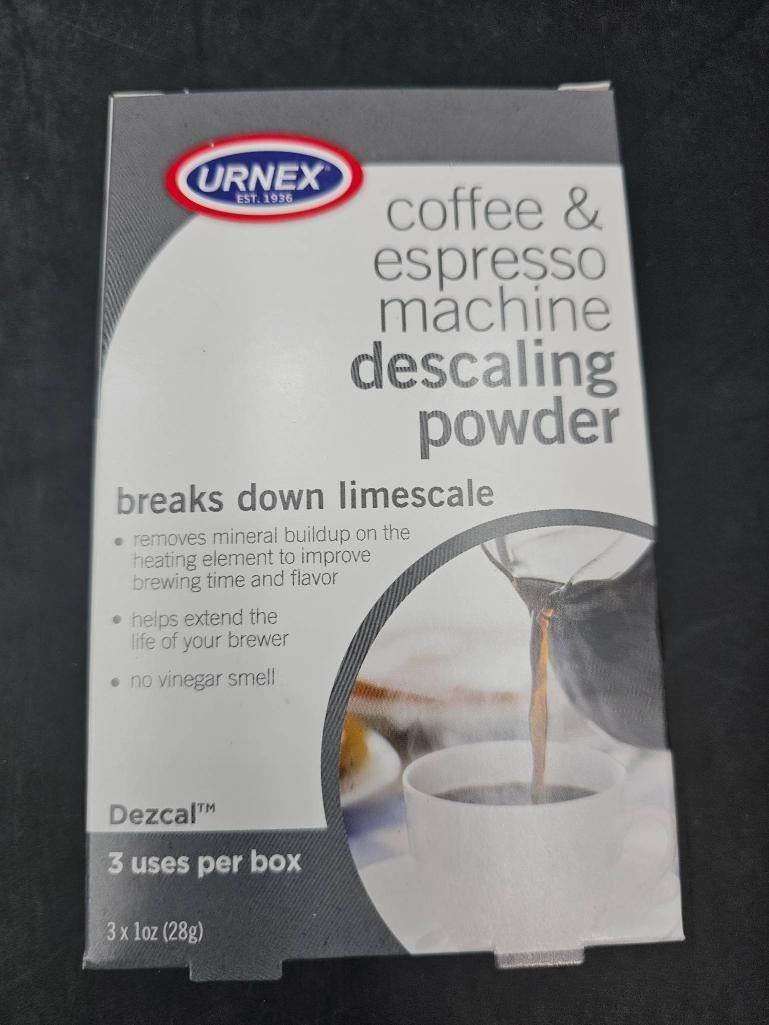 URNEX®
EST. 1936
coffee &
espresso
machine
descaling
powder
breaks down limescale
• removes mineral buildup on the
heating element to improve
brewing time and flavor
• helps extend the
life of your brewer
• no vinegar smell
Dezcal™
3 uses per box
3 x 1oz (28g)